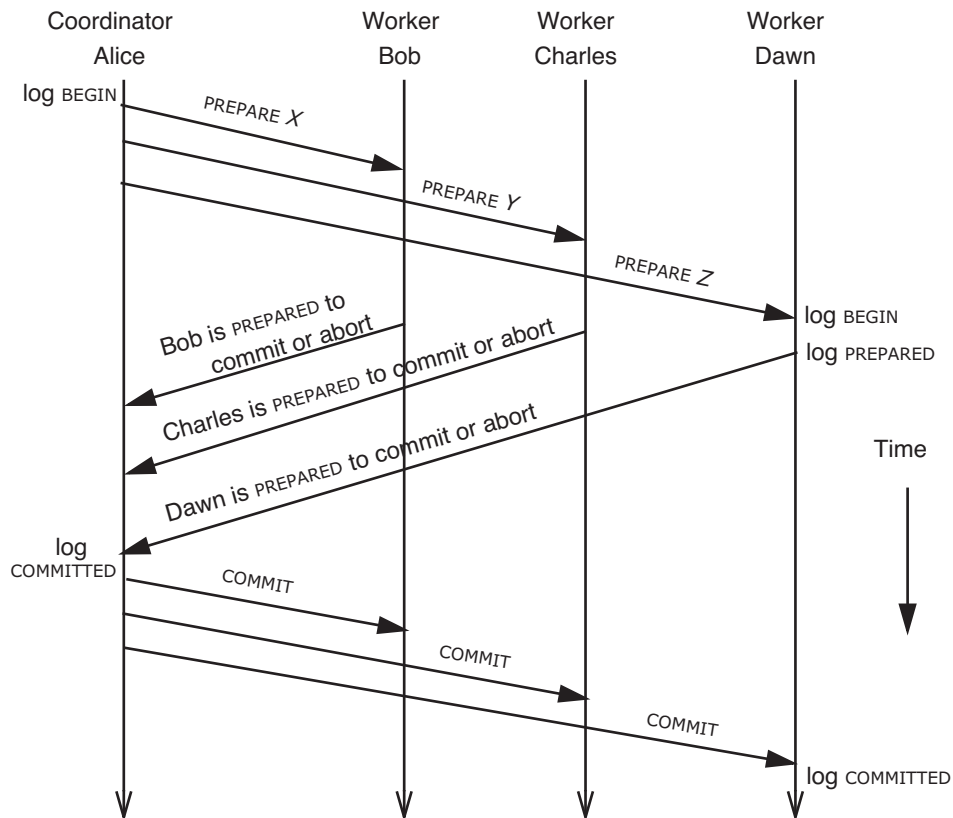 Coordinator
Alice
Worker
Bob
Worker
Charles
Worker
Dawn
log BEGIN
PREPARE X
PREPARE Y
PREPARE Z
log BEGIN
Bob is PREPARED to
commit or abort
log PREPARED
Charles is PREPARED to commit or abort
Dawn is PREPARED to commit or abort
Time
log
COMMITTED
COMMIT
COMMIT
COMMIT
log COMMITTED